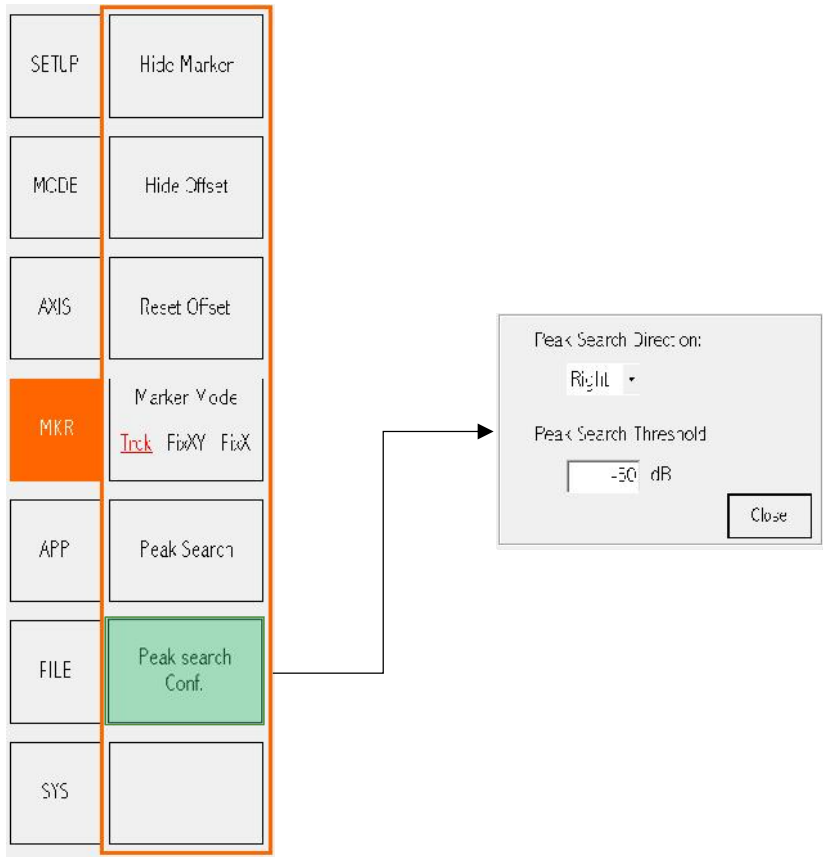 SETUP
Hide Marker
MODE
Hide Offset
AXIS
Reset Offset
MKR
Marker Mode
Trck FixXY FixX
APP
Peak Search
FILE
Peak search
Conf.
SYS
Peak Search Direction:
Right
Peak Search Threshold
dB
Close